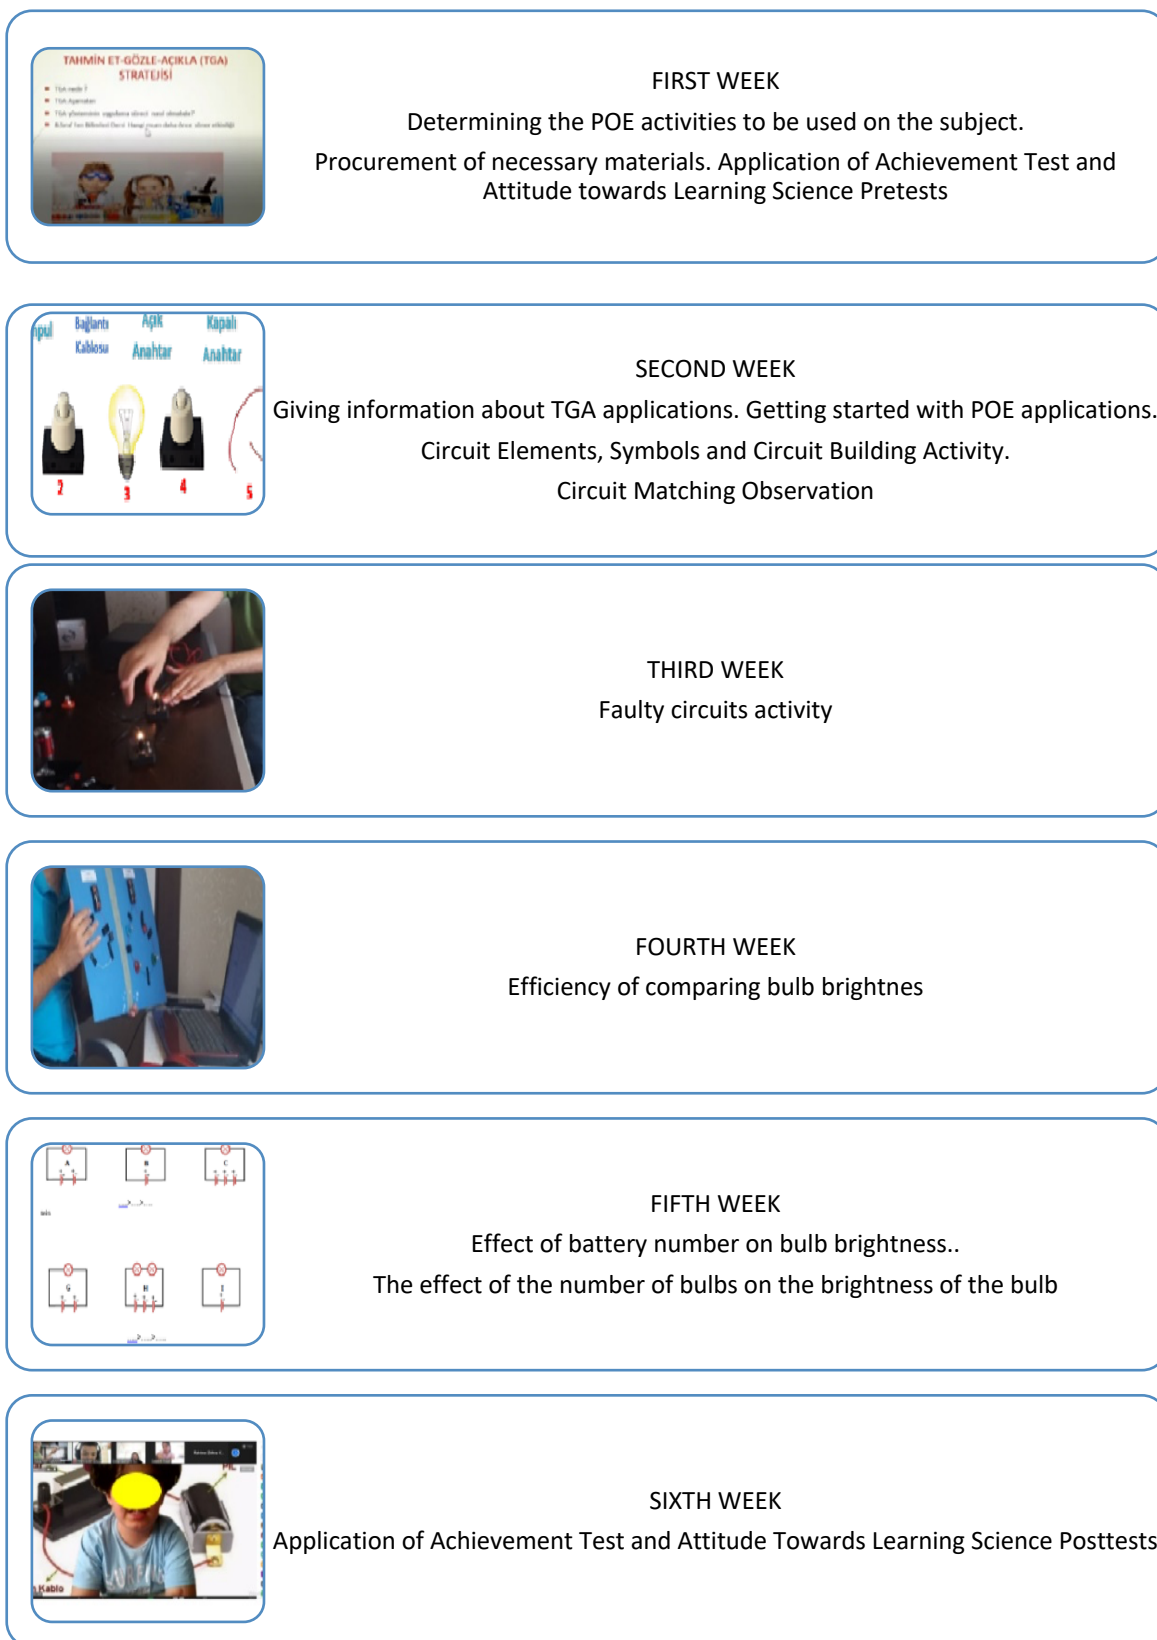 TAHMİN ET-GÖZLE-AÇIKLA (TGA)
STRATEJİSİ
TGA nedir ?
TGA Aşamaları
FIRST WEEK
Determining the POE activities to be used on the subject.
Procurement of necessary materials. Application of Achievement Test and
Attitude towards Learning Science Pretests
Bağlantı Açık Kapalı
Kablosu Anahtar Anahtar
2 3 4 5
SECOND WEEK
Giving information about TGA applications. Getting started with POE applications.
Circuit Elements, Symbols and Circuit Building Activity.
Circuit Matching Observation
THIRD WEEK
Faulty circuits activity
FOURTH WEEK
Efficiency of comparing bulb brightnes
A B C
G H I
FIFTH WEEK
Effect of battery number on bulb brightness..
The effect of the number of bulbs on the brightness of the bulb
PİL
Kablo
SIXTH WEEK
Application of Achievement Test and Attitude Towards Learning Science Posttests